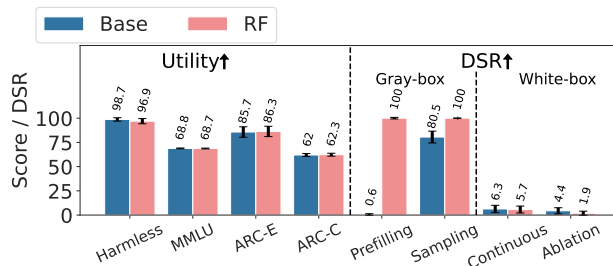 Base RF
Utility↑ DSR↑
Gray-box White-box
Score / DSR
100
75
50
25
0
98.7 96.9 68.8 68.7 85.7 86.3 62 62.3 0.6 100 80.5 100 6.3 5.7 4.4 1.9
Harmless MMLU ARC-E ARC-C Prefilling Sampling Continuous Ablation